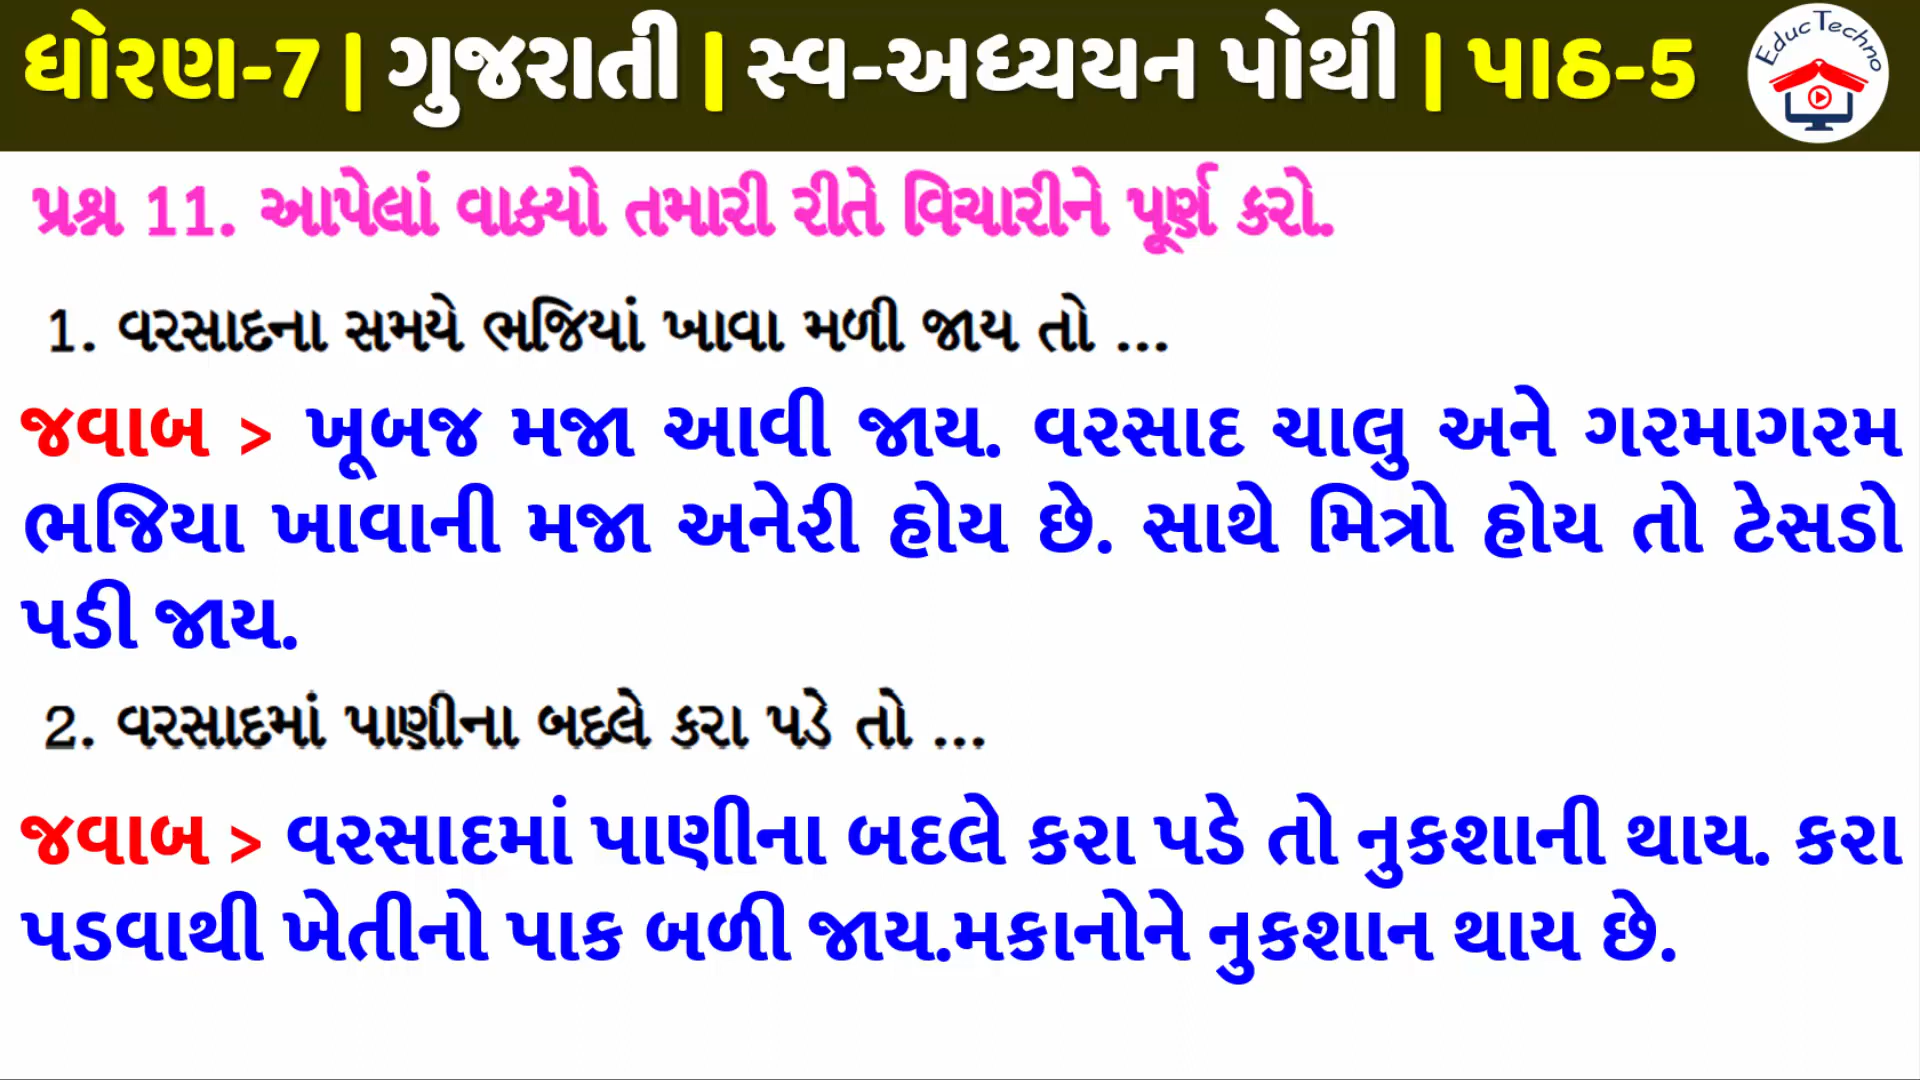 ધોરણ-7 | ગુજરાતી | સ્વ-અધ્યયન પોથી | પાઠ-5
Educ Techno
પ્રશ્ન 11. આપેલાં વાક્યો તમારી રીતે વિચારીને પૂર્ણ કરો.
1. વરસાદના સમયે ભજિયાં ખાવા મળી જાય તો ...
જવાબ > ખૂબજ મજા આવી જાય. વરસાદ ચાલુ અને ગરમાગરમ
ભજિયા ખાવાની મજા અનેરી હોય છે. સાથે મિત્રો હોય તો ટેસડો
પડી જાય.
2. વરસાદમાં પાણીના બદલે કરા પડે તો ...
જવાબ > વરસાદમાં પાણીના બદલે કરા પડે તો નુકશાની થાય. કરા
પડવાથી ખેતીનો પાક બળી જાય.મકાનોને નુકશાન થાય છે.